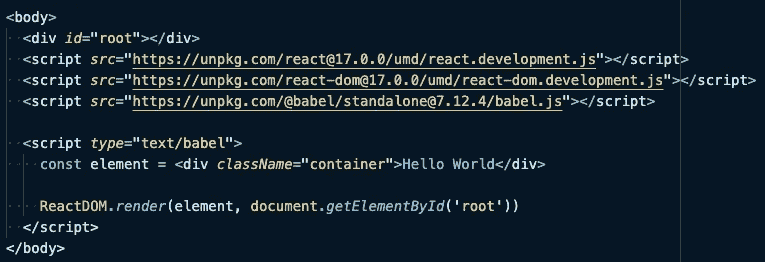 <body>
<div id="root"></div>
<script src="https://unpkg.com/react@17.0.0/umd/react.development.js"></script>
<script src="https://unpkg.com/react-dom@17.0.0/umd/react-dom.development.js"></script>
<script src="https://unpkg.com/@babel/standalone@7.12.4/babel.js"></script>
<script type="text/babel">
const element = <div className="container">Hello World</div>
ReactDOM.render(element, document.getElementById('root'))
</script>
</body>